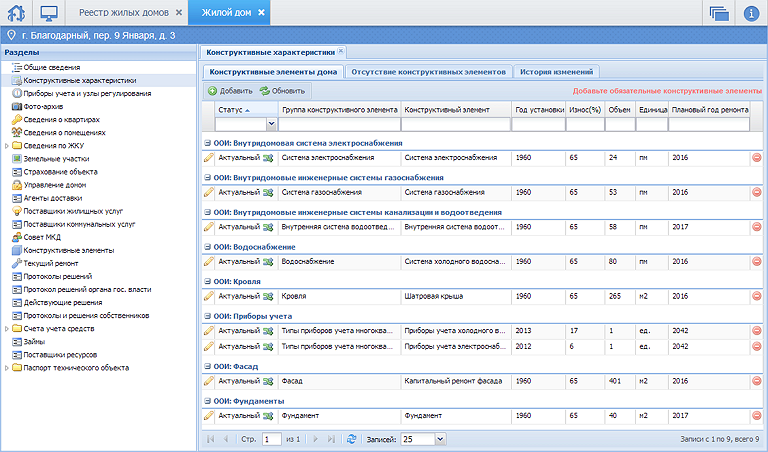 Реестр жилых домов
Жилой дом
г. Благодарный, пер. 9 Января, д. 3
Разделы
Общие сведения
Конструктивные характеристики
Приборы учета и узлы регулирования
Фото-архив
Сведения о квартирах
Сведения о помещениях
Сведения по ЖКУ
Земельные участки
Страхование объекта
Управление домом
Агенты доставки
Поставщики жилищных услуг
Поставщики коммунальных услуг
Совет МКД
Конструктивные элементы
Текущий ремонт
Протоколы решений
Протокол решений органа гос. власти
Действующие решения
Протоколы и решения собственников
Счета учета средств
Займы
Поставщики ресурсов
Паспорт технического объекта
Конструктивные характеристики
Конструктивные элементы дома Отсутствие конструктивных элементов История изменений
Добавить Обновить Добавьте обязательные конструктивные элементы
Статус Группа конструктивного элемента Конструктивный элемент Год установки Износ(%) Объем Единица Плановый год ремонта
ООИ: Внутридомовая система электроснабжения
Актуальный Система электроснабжения Система электроснабжения 1960 65 24 пм 2016
ООИ: Внутридомовые инженерные системы газоснабжения
Актуальный Система газоснабжения Система газоснабжения 1960 65 53 пм 2016
ООИ: Внутридомовые инженерные системы канализации и водоотведения
Актуальный Внутренняя система водоотвед... Внутренняя система водоот... 1960 65 58 пм 2017
ООИ: Водоснабжение
Актуальный Водоснабжение Система холодного водосна... 1960 65 80 пм 2016
ООИ: Кровля
Актуальный Кровля Шатровая крыша 1960 65 265 м2 2016
ООИ: Приборы учета
Актуальный Типы приборов учета многоква... Приборы учета холодного в... 2013 17 1 ед. 2042
Актуальный Типы приборов учета многоква... Приборы учета электроснаб... 2012 6 1 ед. 2042
ООИ: Фасад
Актуальный Фасад Капитальный ремонт фасада 1960 65 401 м2 2016
ООИ: Фундаменты
Актуальный Фундамент Фундамент 1960 65 40 м2 2017
Стр. 1 из 1 Записей: 25 Записи с 1 по 9, всего 9